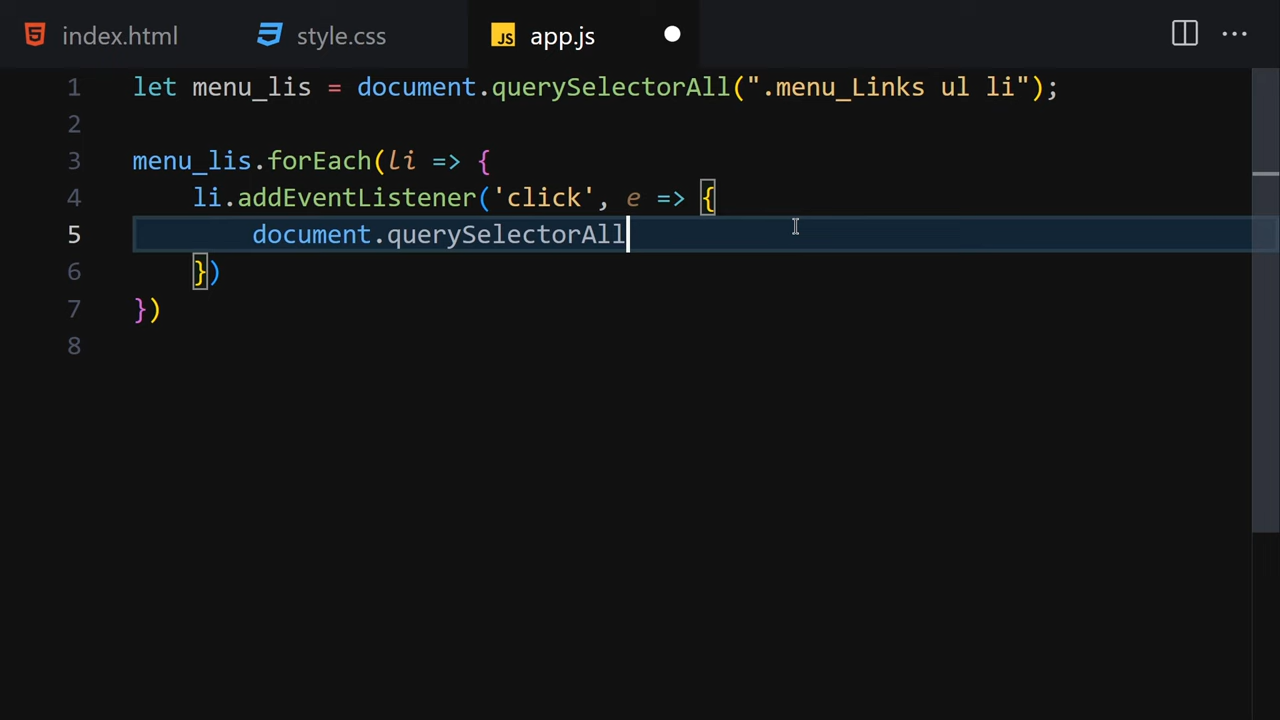 index.html style.css JS app.js
1 let menu_lis = document.querySelectorAll(".menu_Links ul li");
2
3 menu_lis.forEach(li => {
4 li.addEventListener('click', e => {
5 document.querySelectorAll
6 })
7 })
8